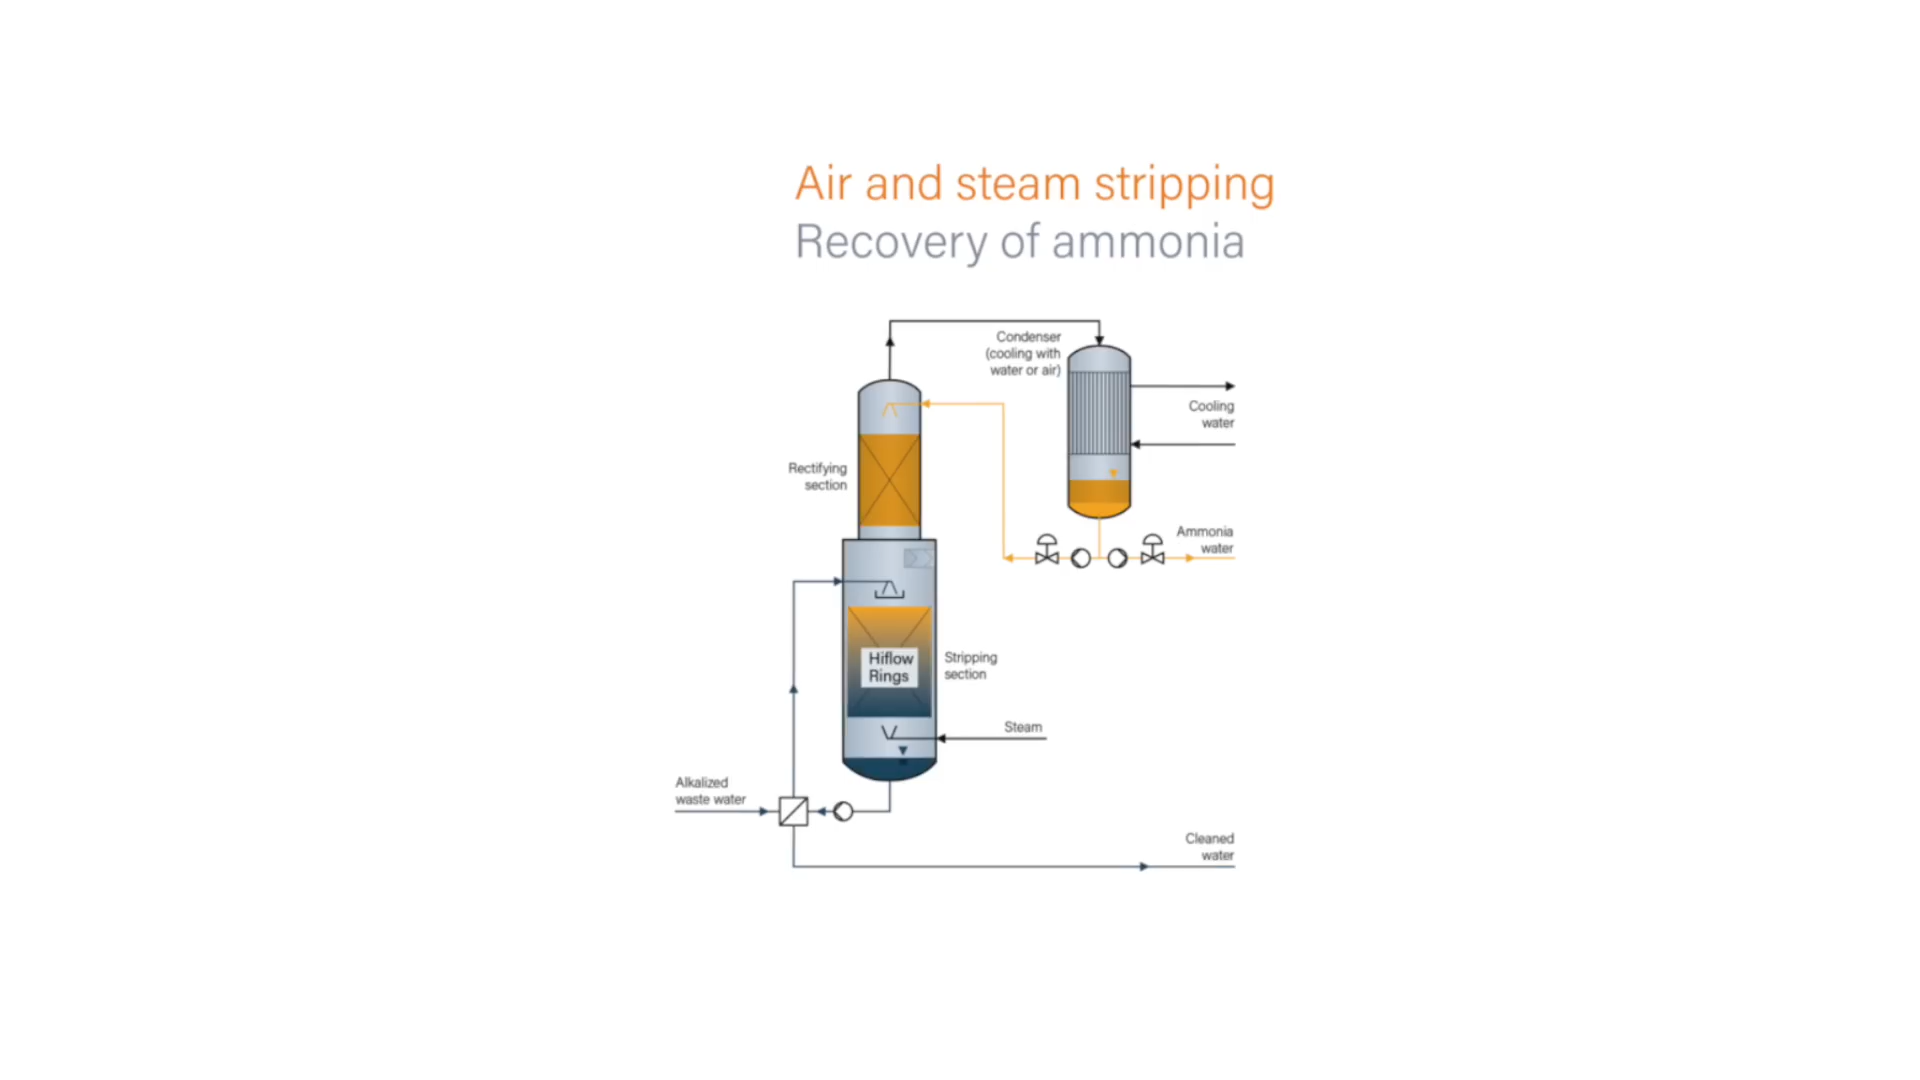 Air and steam stripping
Recovery of ammonia
Condenser
(cooling with
water or air)
Cooling
water
Rectifying
section
Ammonia
water
Hiflow
Rings
Stripping
section
Steam
Alkalized
waste water
Cleaned
water